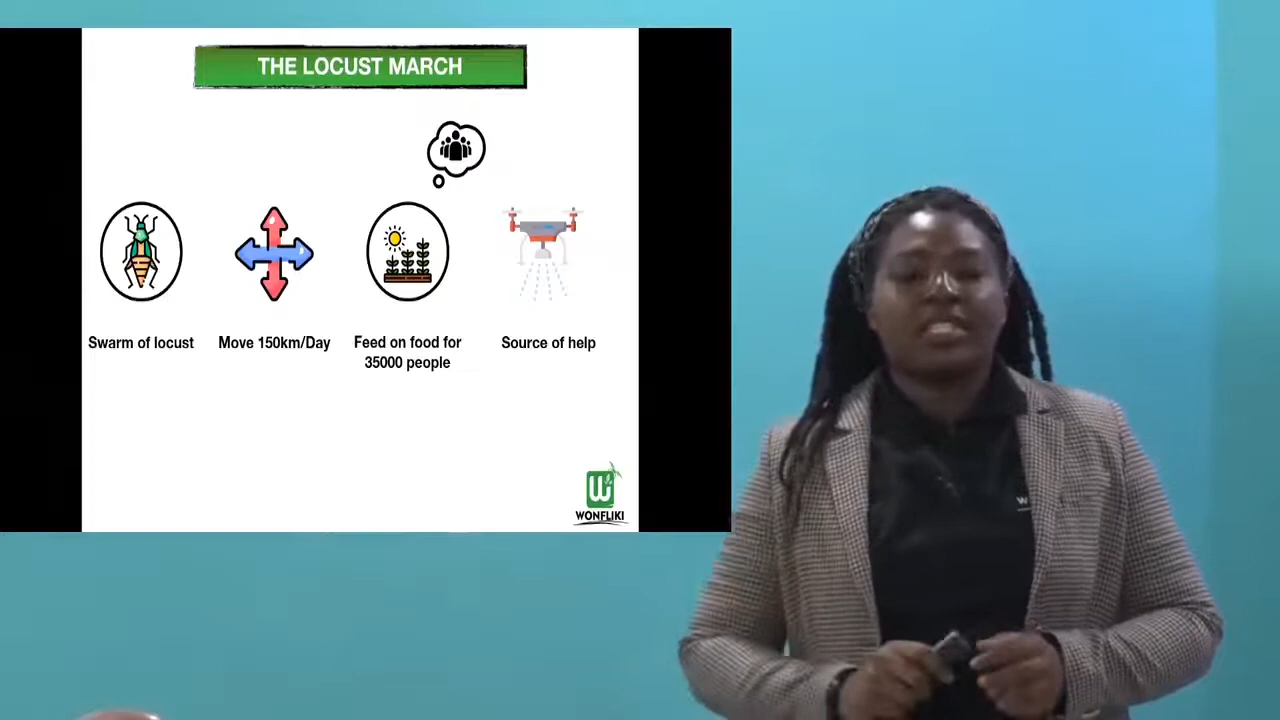 THE LOCUST MARCH
Swarm of locust
Move 150km/Day
Feed on food for
35000 people
Source of help
W
WONFLIKI